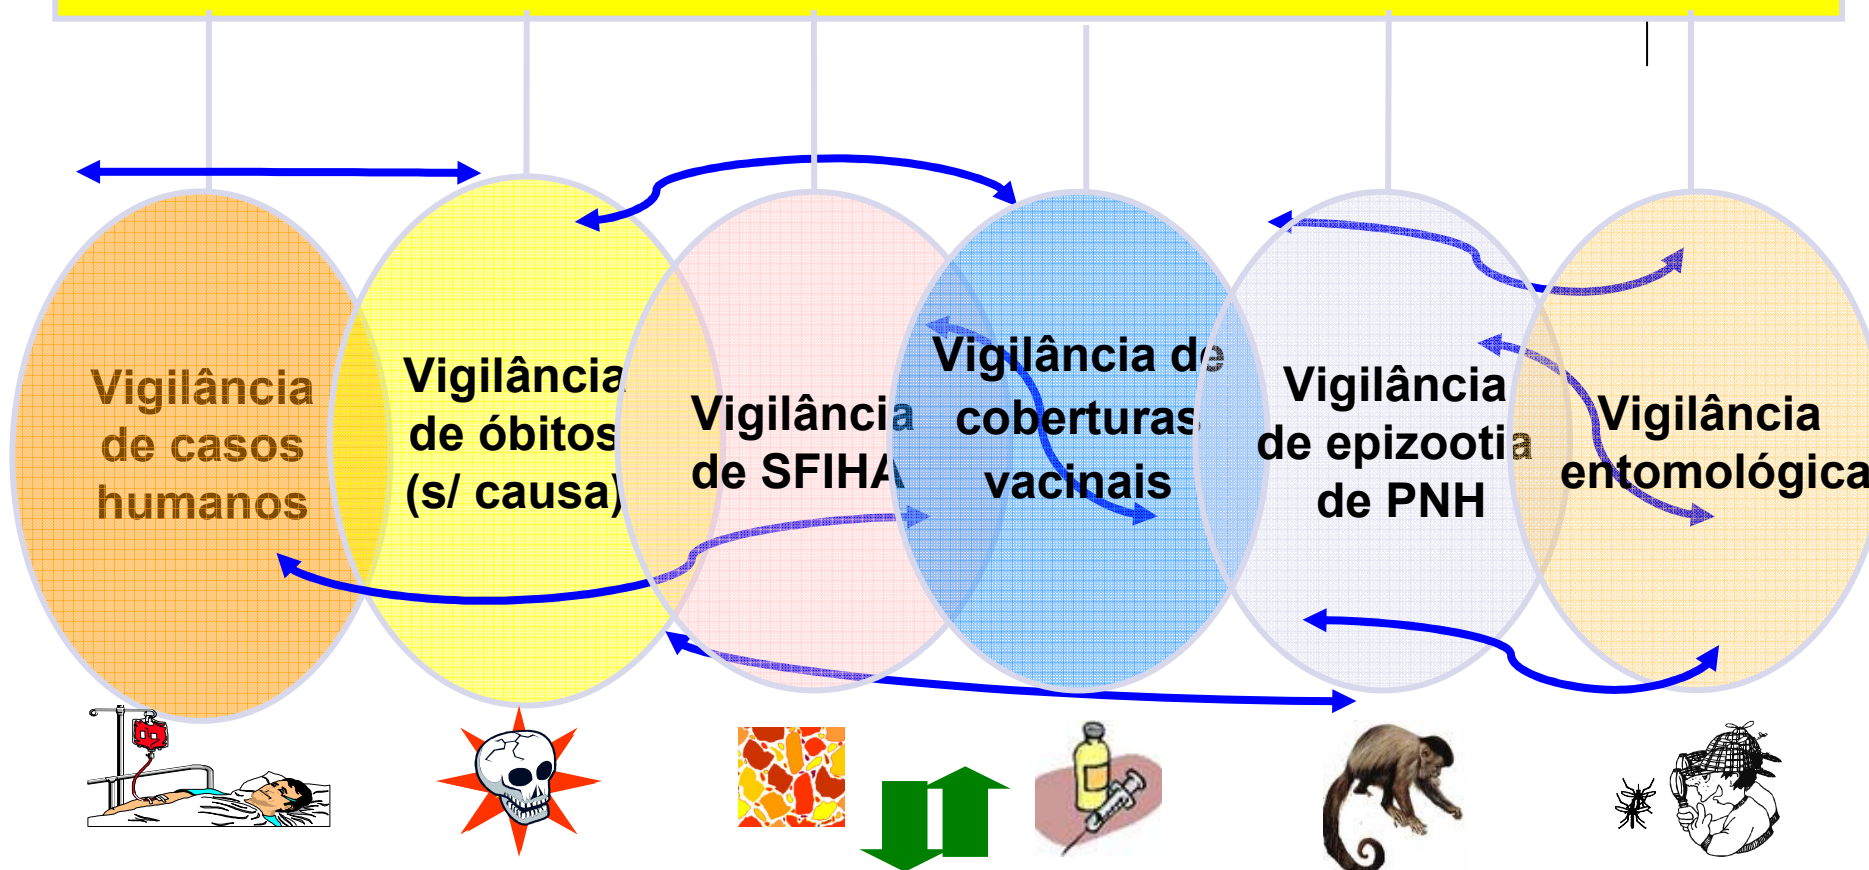 Vigilância
de casos
humanos
Vigilância
de óbitos
(s/ causa)
Vigilância
de SFIHA
Vigilância de
coberturas
vacinais
Vigilância
de epizootia
de PNH
Vigilância
entomológica